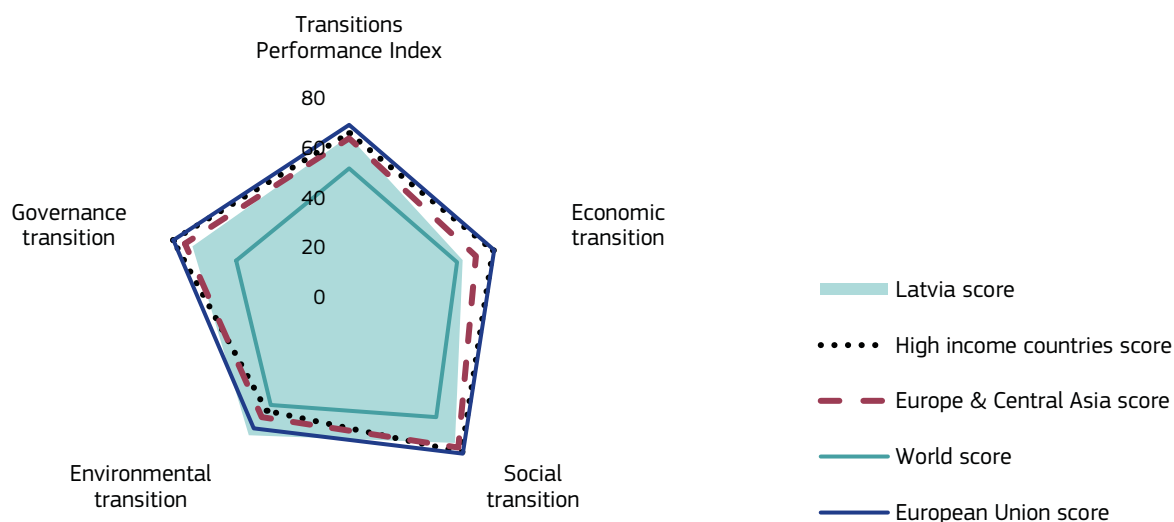 Transitions
Performance Index
80
60
40
20
0
Governance
transition
Economic
transition
Environmental
transition
Social
transition
Latvia score
High income countries score
Europe & Central Asia score
World score
European Union score